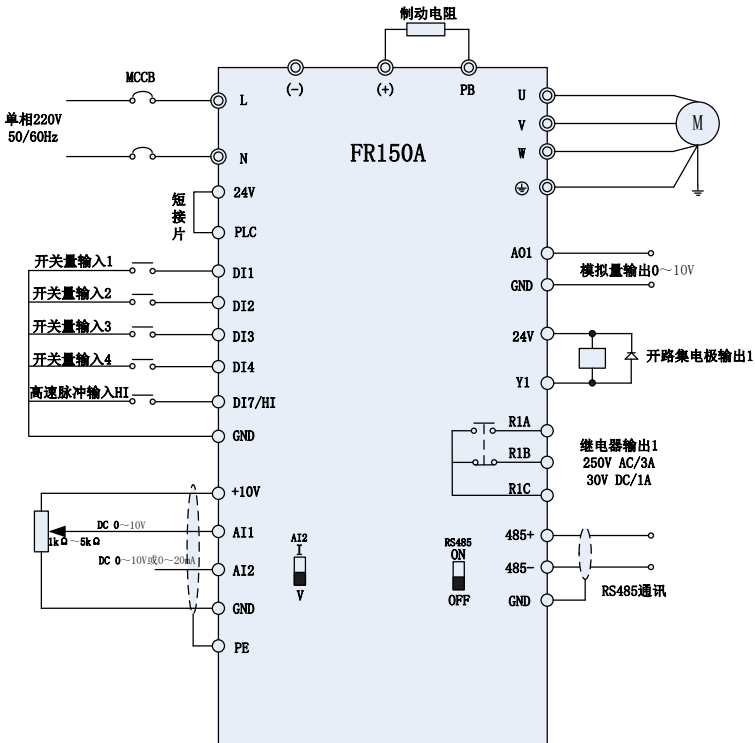 制动电阻
(-)
(+)
PB
MCCB
单相220V
50/60Hz
L
N
FR150A
U
V
W
M
24V
短接片
PLC
开关量输入1
DI1
开关量输入2
DI2
开关量输入3
DI3
开关量输入4
DI4
高速脉冲输入HI
DI7/HI
GND
AO1
模拟量输出0～10V
GND
24V
开路集电极输出1
Y1
R1A
R1B
R1C
继电器输出1
250V AC/3A
30V DC/1A
+10V
DC 0～10V
AI1
1kΩ～5kΩ
DC 0～10V或0～20mA
AI2
GND
PE
AI2
I
V
RS485
ON
OFF
485+
485-
GND
RS485通讯